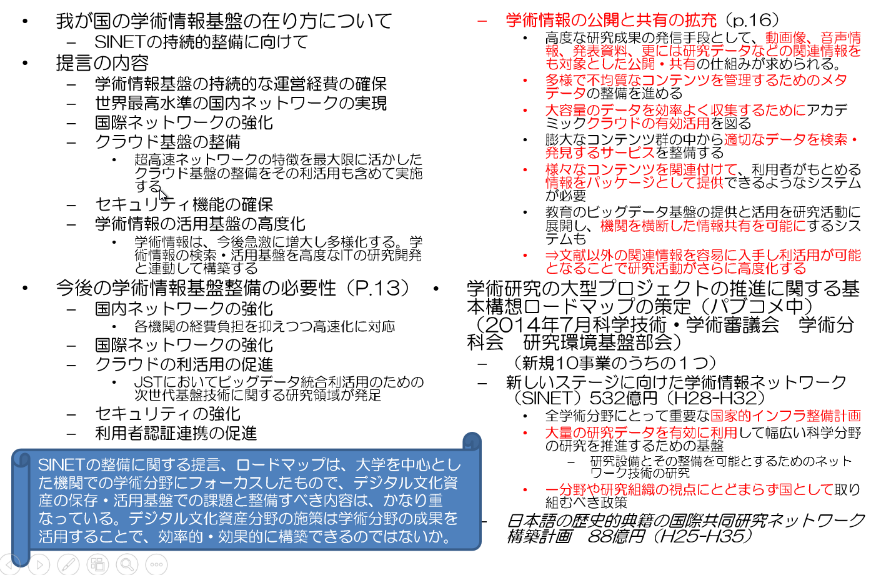 • 我が国の学術情報基盤の在り方について
– SINETの持続的整備に向けて
• 提言の内容
– 学術情報基盤の持続的な運営経費の確保
– 世界最高水準の国内ネットワークの実現
– 国際ネットワークの強化
– クラウド基盤の整備
• 超高速ネットワークの特徴を最大限に活かした
クラウド基盤の整備をその利活用も含めて実施
する
– セキュリティ機能の確保
– 学術情報の活用基盤の高度化
• 学術情報は、今後急激に増大し多様化する。学
術情報の検索・活用基盤を高度なITの研究開発
と連動して構築する
• 今後の学術情報基盤整備の必要性（P.13）
– 国内ネットワークの強化
• 各機関の経費負担を抑えつつ高速化に対応
– 国際ネットワークの強化
– クラウドの利活用の促進
• JSTにおいてビッグデータ統合利活用のための
次世代基盤技術に関する研究領域が発足
– セキュリティの強化
– 利用者認証連携の促進
SINETの整備に関する提言、ロードマップは、大学を中心とし
た機関での学術分野にフォーカスしたもので、デジタル文化資
産の保存・活用基盤での課題と整備すべき内容は、かなり重
なっている。デジタル文化資産分野の施策は学術分野の成果を
活用することで、効率的・効果的に構築できるのではないか。
– 学術情報の公開と共有の拡充（p.16）
• 高度な研究成果の発信手段として、動画像、音声情
報、発表資料、更には研究データなどの関連情報を
も対象とした公開・共有の仕組みが求められる。
• 多様で不均質なコンテンツを管理するためのメタ
データの整備を進める
• 大容量のデータを効率よく収集するためにアカデ
ミッククラウドの有効活用を図る
• 膨大なコンテンツ群の中から適切なデータを検索・
発見するサービスを整備する
• 様々なコンテンツを関連付けて、利用者がもとめる
情報をパッケージとして提供できるようなシステム
が必要
• 教育のビッグデータ基盤の提供と活用を研究活動に
展開し、機関を横断した情報共有を可能にするシス
テムも
• ⇒文献以外の関連情報を容易に入手し利活用が可能
となることで研究活動がさらに高度化する
• 学術研究の大型プロジェクトの推進に関する基
本構想ロードマップの策定（パブコメ中）
（2014年7月科学技術・学術審議会　学術分
科会　研究環境基盤部会）
– （新規10事業のうちの１つ）
– 新しいステージに向けた学術情報ネットワーク
（SINET）532億円（H28-H32）
• 全学術分野にとって重要な国家的インフラ整備計画
• 大量の研究データを有効に利用して幅広い科学分野
の研究を推進するための基盤
– 研究設備とその整備を可能とするためのネット
ワーク技術の研究
• 一分野や研究組織の視点にとどまらず国として取り
組むべき政策
– 日本語の歴史的典籍の国際共同研究ネットワーク
構築計画　88億円（H25-H35）